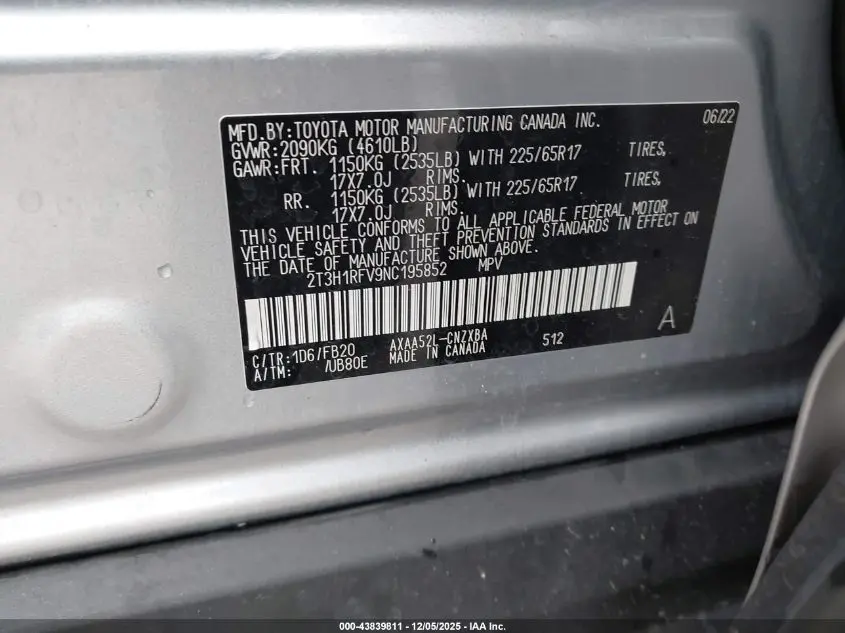 MFD.BY:TOYOTA MOTOR MANUFACTURING CANADA INC. 06/22
GVWR:2090KG (4610LB)
GAWR:FRT. 1150KG (2535LB) WITH 225/65R17 TIRES,
17X7.0J RIMS.
RR. 1150KG (2535LB) WITH 225/65R17 TIRES,
17X7.0J RIMS.
THIS VEHICLE CONFORMS TO ALL APPLICABLE FEDERAL MOTOR
VEHICLE SAFETY AND THEFT PREVENTION STANDARDS IN EFFECT ON
THE DATE OF MANUFACTURE SHOWN ABOVE.
2T3H1RFV9NC195852 MPV
A
C/TR:1D6/FB20 AXAA52L-CNZXBA 512
A/TM: /UB80E MADE IN CANADA
000-43839811 - 12/05/2025 - IAA Inc.